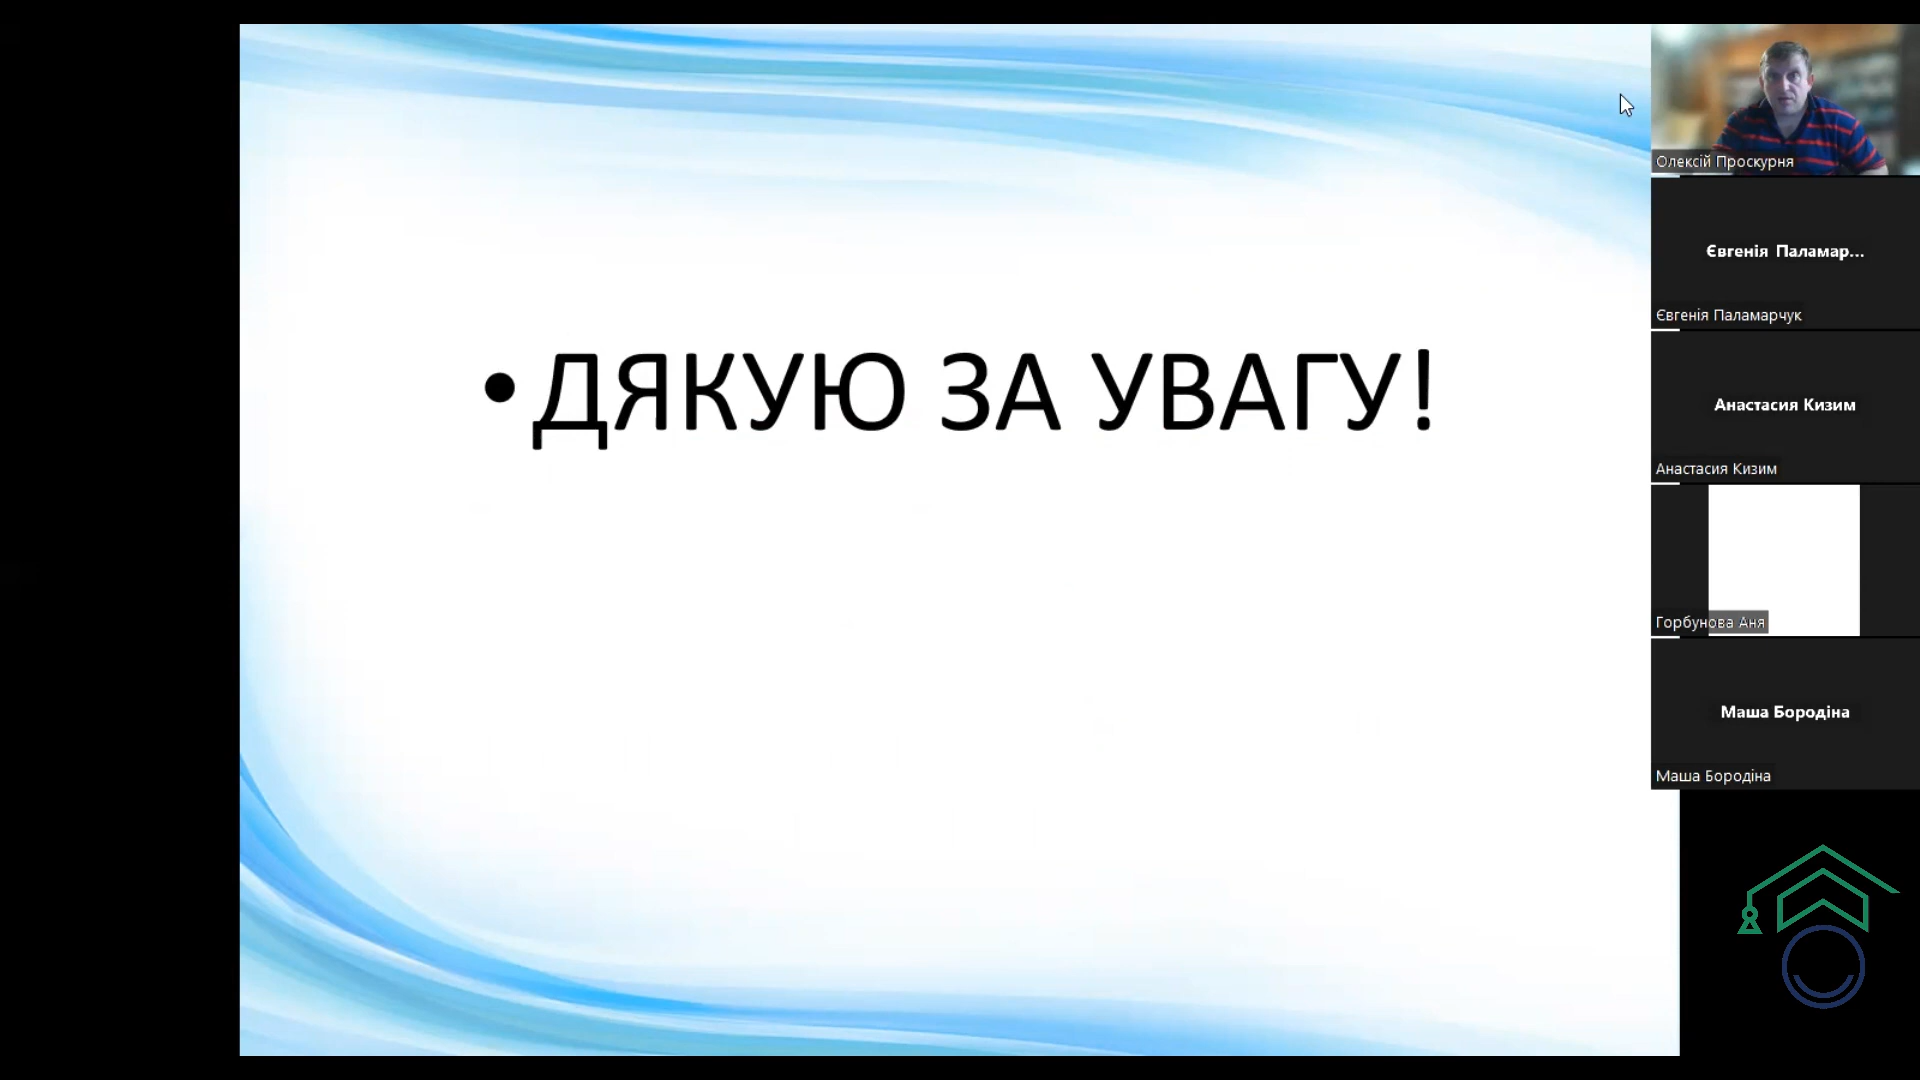 • ДЯКУЮ ЗА УВАГУ!
Олексій Проскурня
Євгенія Паламар...
Євгенія Паламарчук
Анастасия Кизим
Анастасия Кизим
Горбунова Аня
Маша Бородіна
Маша Бородіна